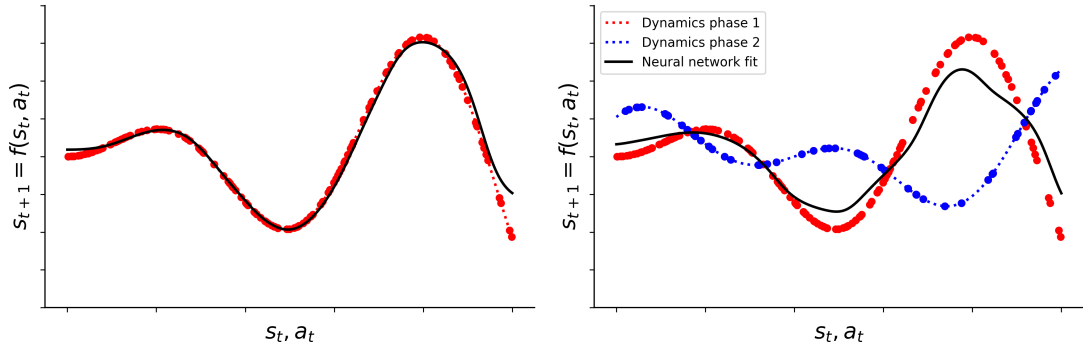 s_{t+1} = f(s_t, a_t)
s_t, a_t
s_{t+1} = f(s_t, a_t)
Dynamics phase 1
Dynamics phase 2
Neural network fit
s_t, a_t